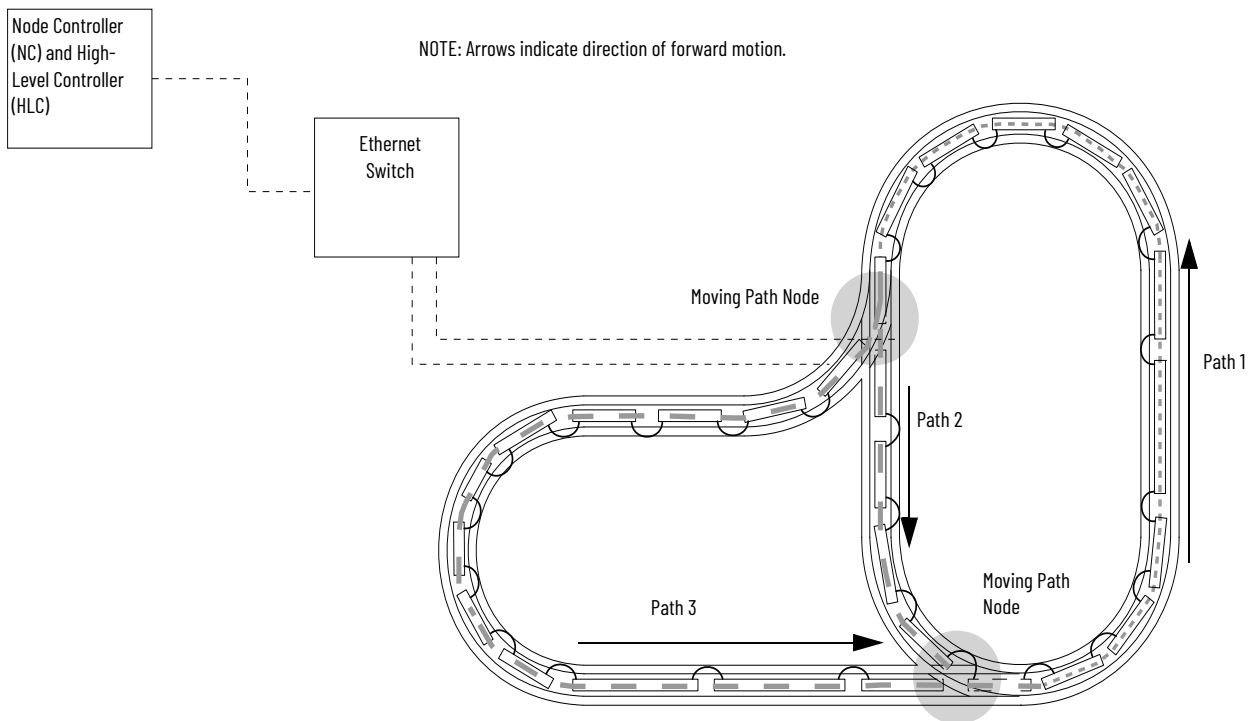 Node Controller
(NC) and High-
Level Controller
(HLC)
NOTE: Arrows indicate direction of forward motion.
Ethernet
Switch
Moving Path Node
Path 1
Path 2
Moving Path
Node
Path 3